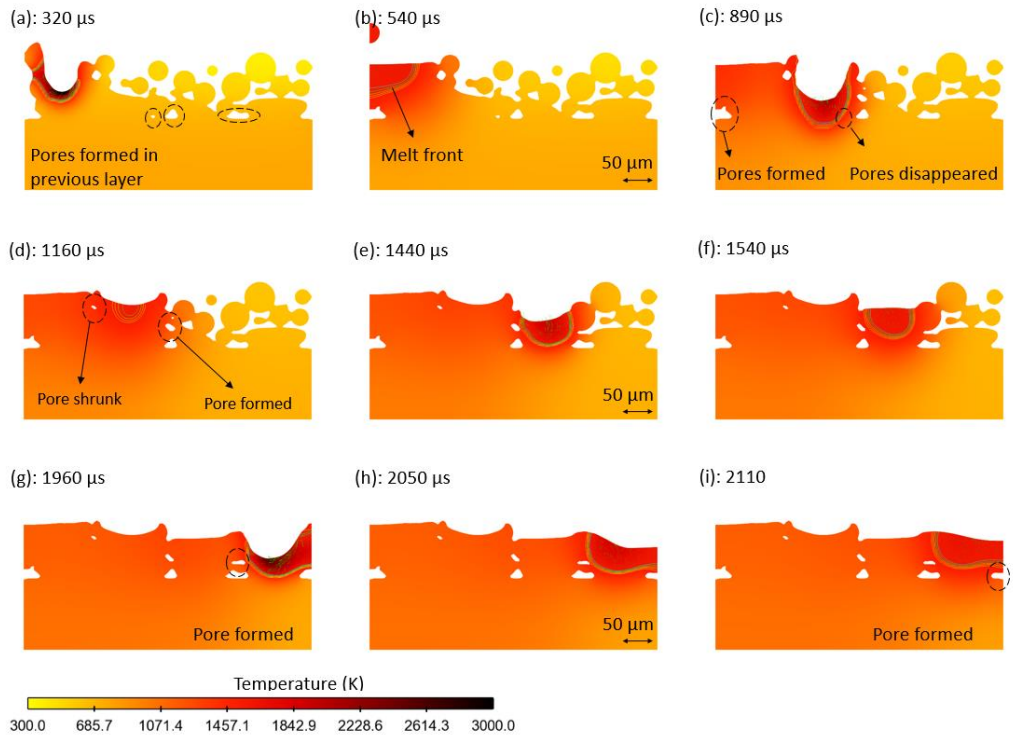 (a): 320 µs
(b): 540 µs
(c): 890 µs
Pores formed in
previous layer
Melt front
50 µm
Pores formed
Pores disappeared
(d): 1160 µs
(e): 1440 µs
(f): 1540 µs
Pore shrunk
Pore formed
50 µm
(g): 1960 µs
(h): 2050 µs
(i): 2110
Pore formed
50 µm
Pore formed
Temperature (K)
300.0 685.7 1071.4 1457.1 1842.9 2228.6 2614.3 3000.0